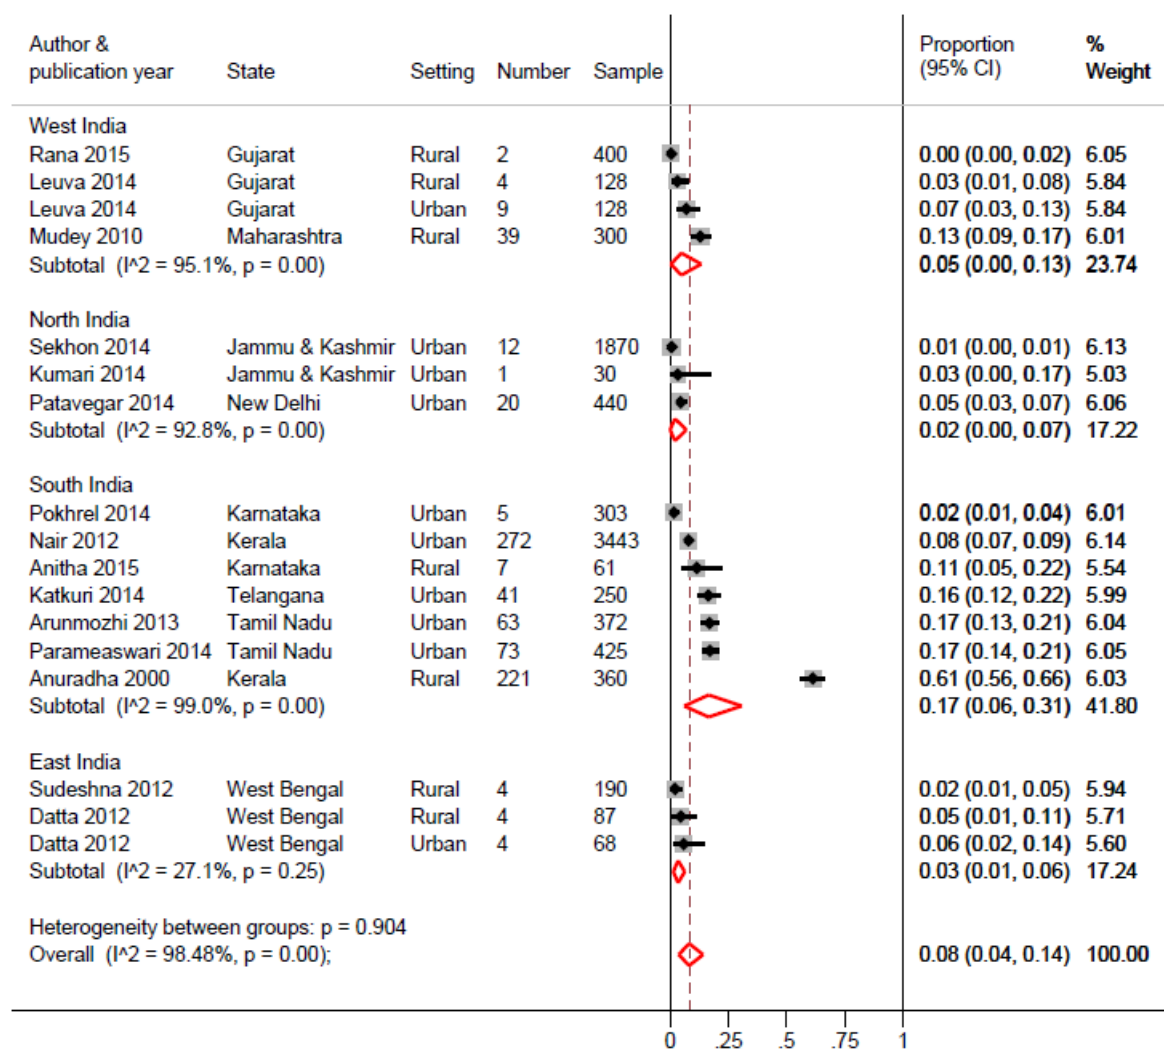 Author & Proportion %
publication year State Setting Number Sample (95% CI) Weight
West India
Rana 2015 Gujarat Rural 2 400 0.00 (0.00, 0.02) 6.05
Leuva 2014 Gujarat Rural 4 128 0.03 (0.01, 0.08) 5.84
Leuva 2014 Gujarat Urban 9 128 0.07 (0.03, 0.13) 5.84
Mudey 2010 Maharashtra Rural 39 300 0.13 (0.09, 0.17) 6.01
Subtotal (I^2 = 95.1%, p = 0.00) 0.05 (0.00, 0.13) 23.74
North India
Sekhon 2014 Jammu & Kashmir Urban 12 1870 0.01 (0.00, 0.01) 6.13
Kumari 2014 Jammu & Kashmir Urban 1 30 0.03 (0.00, 0.17) 5.03
Patavegar 2014 New Delhi Urban 20 440 0.05 (0.03, 0.07) 6.06
Subtotal (I^2 = 92.8%, p = 0.00) 0.02 (0.00, 0.07) 17.22
South India
Pokhrel 2014 Karnataka Urban 5 303 0.02 (0.01, 0.04) 6.01
Nair 2012 Kerala Urban 272 3443 0.08 (0.07, 0.09) 6.14
Anitha 2015 Karnataka Rural 7 61 0.11 (0.05, 0.22) 5.54
Katkuri 2014 Telangana Urban 41 250 0.16 (0.12, 0.22) 5.99
Arunmozhi 2013 Tamil Nadu Urban 63 372 0.17 (0.13, 0.21) 6.04
Parameaswari 2014 Tamil Nadu Urban 73 425 0.17 (0.14, 0.21) 6.05
Anuradha 2000 Kerala Rural 221 360 0.61 (0.56, 0.66) 6.03
Subtotal (I^2 = 99.0%, p = 0.00) 0.17 (0.06, 0.31) 41.80
East India
Sudeshna 2012 West Bengal Rural 4 190 0.02 (0.01, 0.05) 5.94
Datta 2012 West Bengal Rural 4 87 0.05 (0.01, 0.11) 5.71
Datta 2012 West Bengal Urban 4 68 0.06 (0.02, 0.14) 5.60
Subtotal (I^2 = 27.1%, p = 0.25) 0.03 (0.01, 0.06) 17.24
Heterogeneity between groups: p = 0.904
Overall (I^2 = 98.48%, p = 0.00); 0.08 (0.04, 0.14) 100.00
0 .25 .5 .75 1